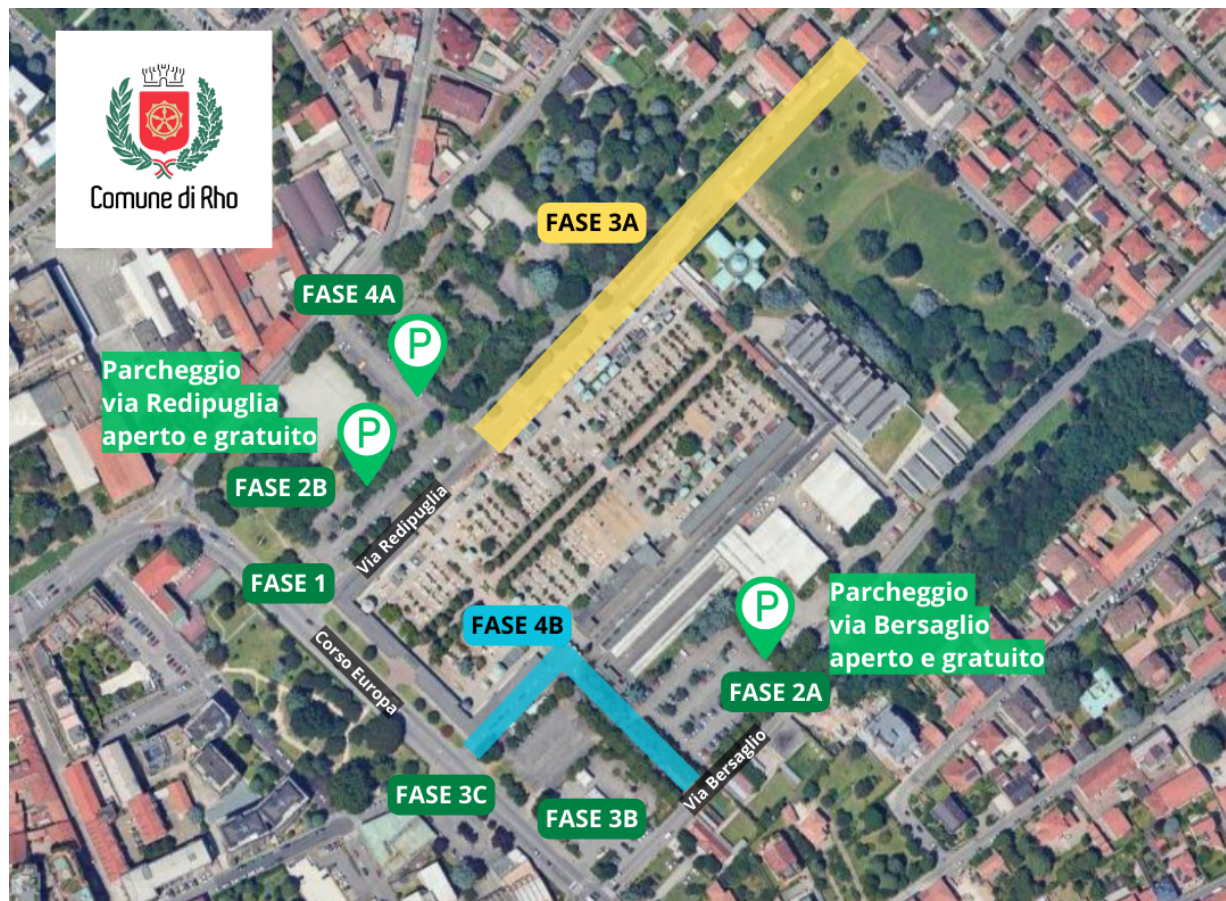 Comune di Rho
FASE 3A
FASE 4A
P
Parcheggio
via Redipuglia
aperto e gratuito
P
FASE 2B
Via Redipuglia
FASE 1
P
Parcheggio
via Bersaglio
aperto e gratuito
FASE 4B
Corso Europa
FASE 2A
Via Bersaglio
FASE 3C
FASE 3B